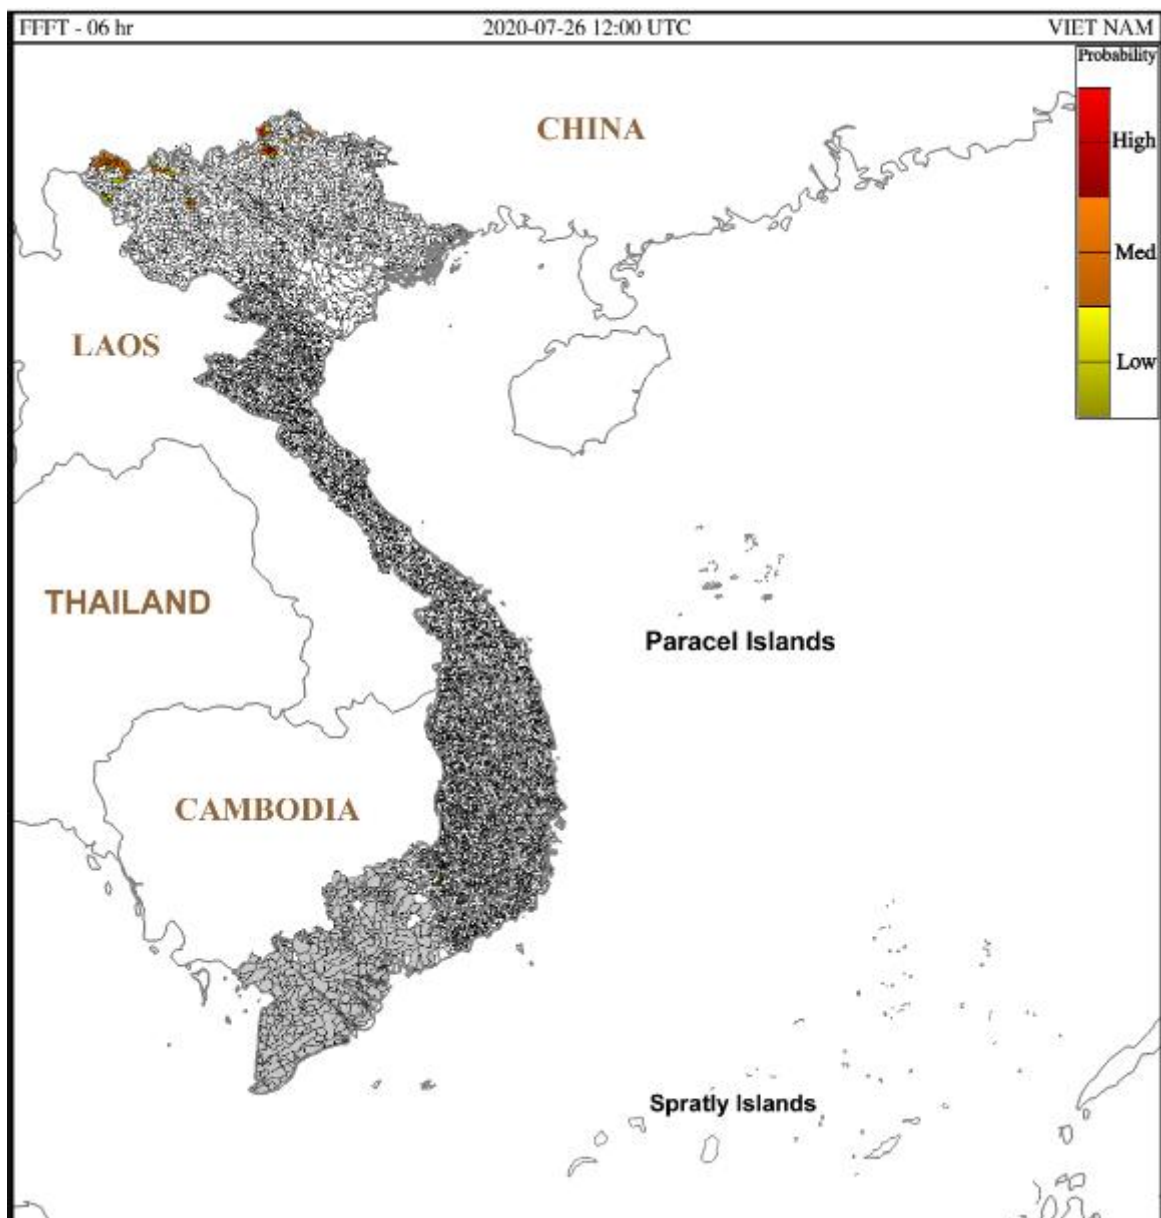 FFFT - 06 hr 2020-07-26 12:00 UTC VIET NAM
Probability
CHINA
High
Med
LAOS
Low
THAILAND
Paracel Islands
CAMBODIA
Spratly Islands